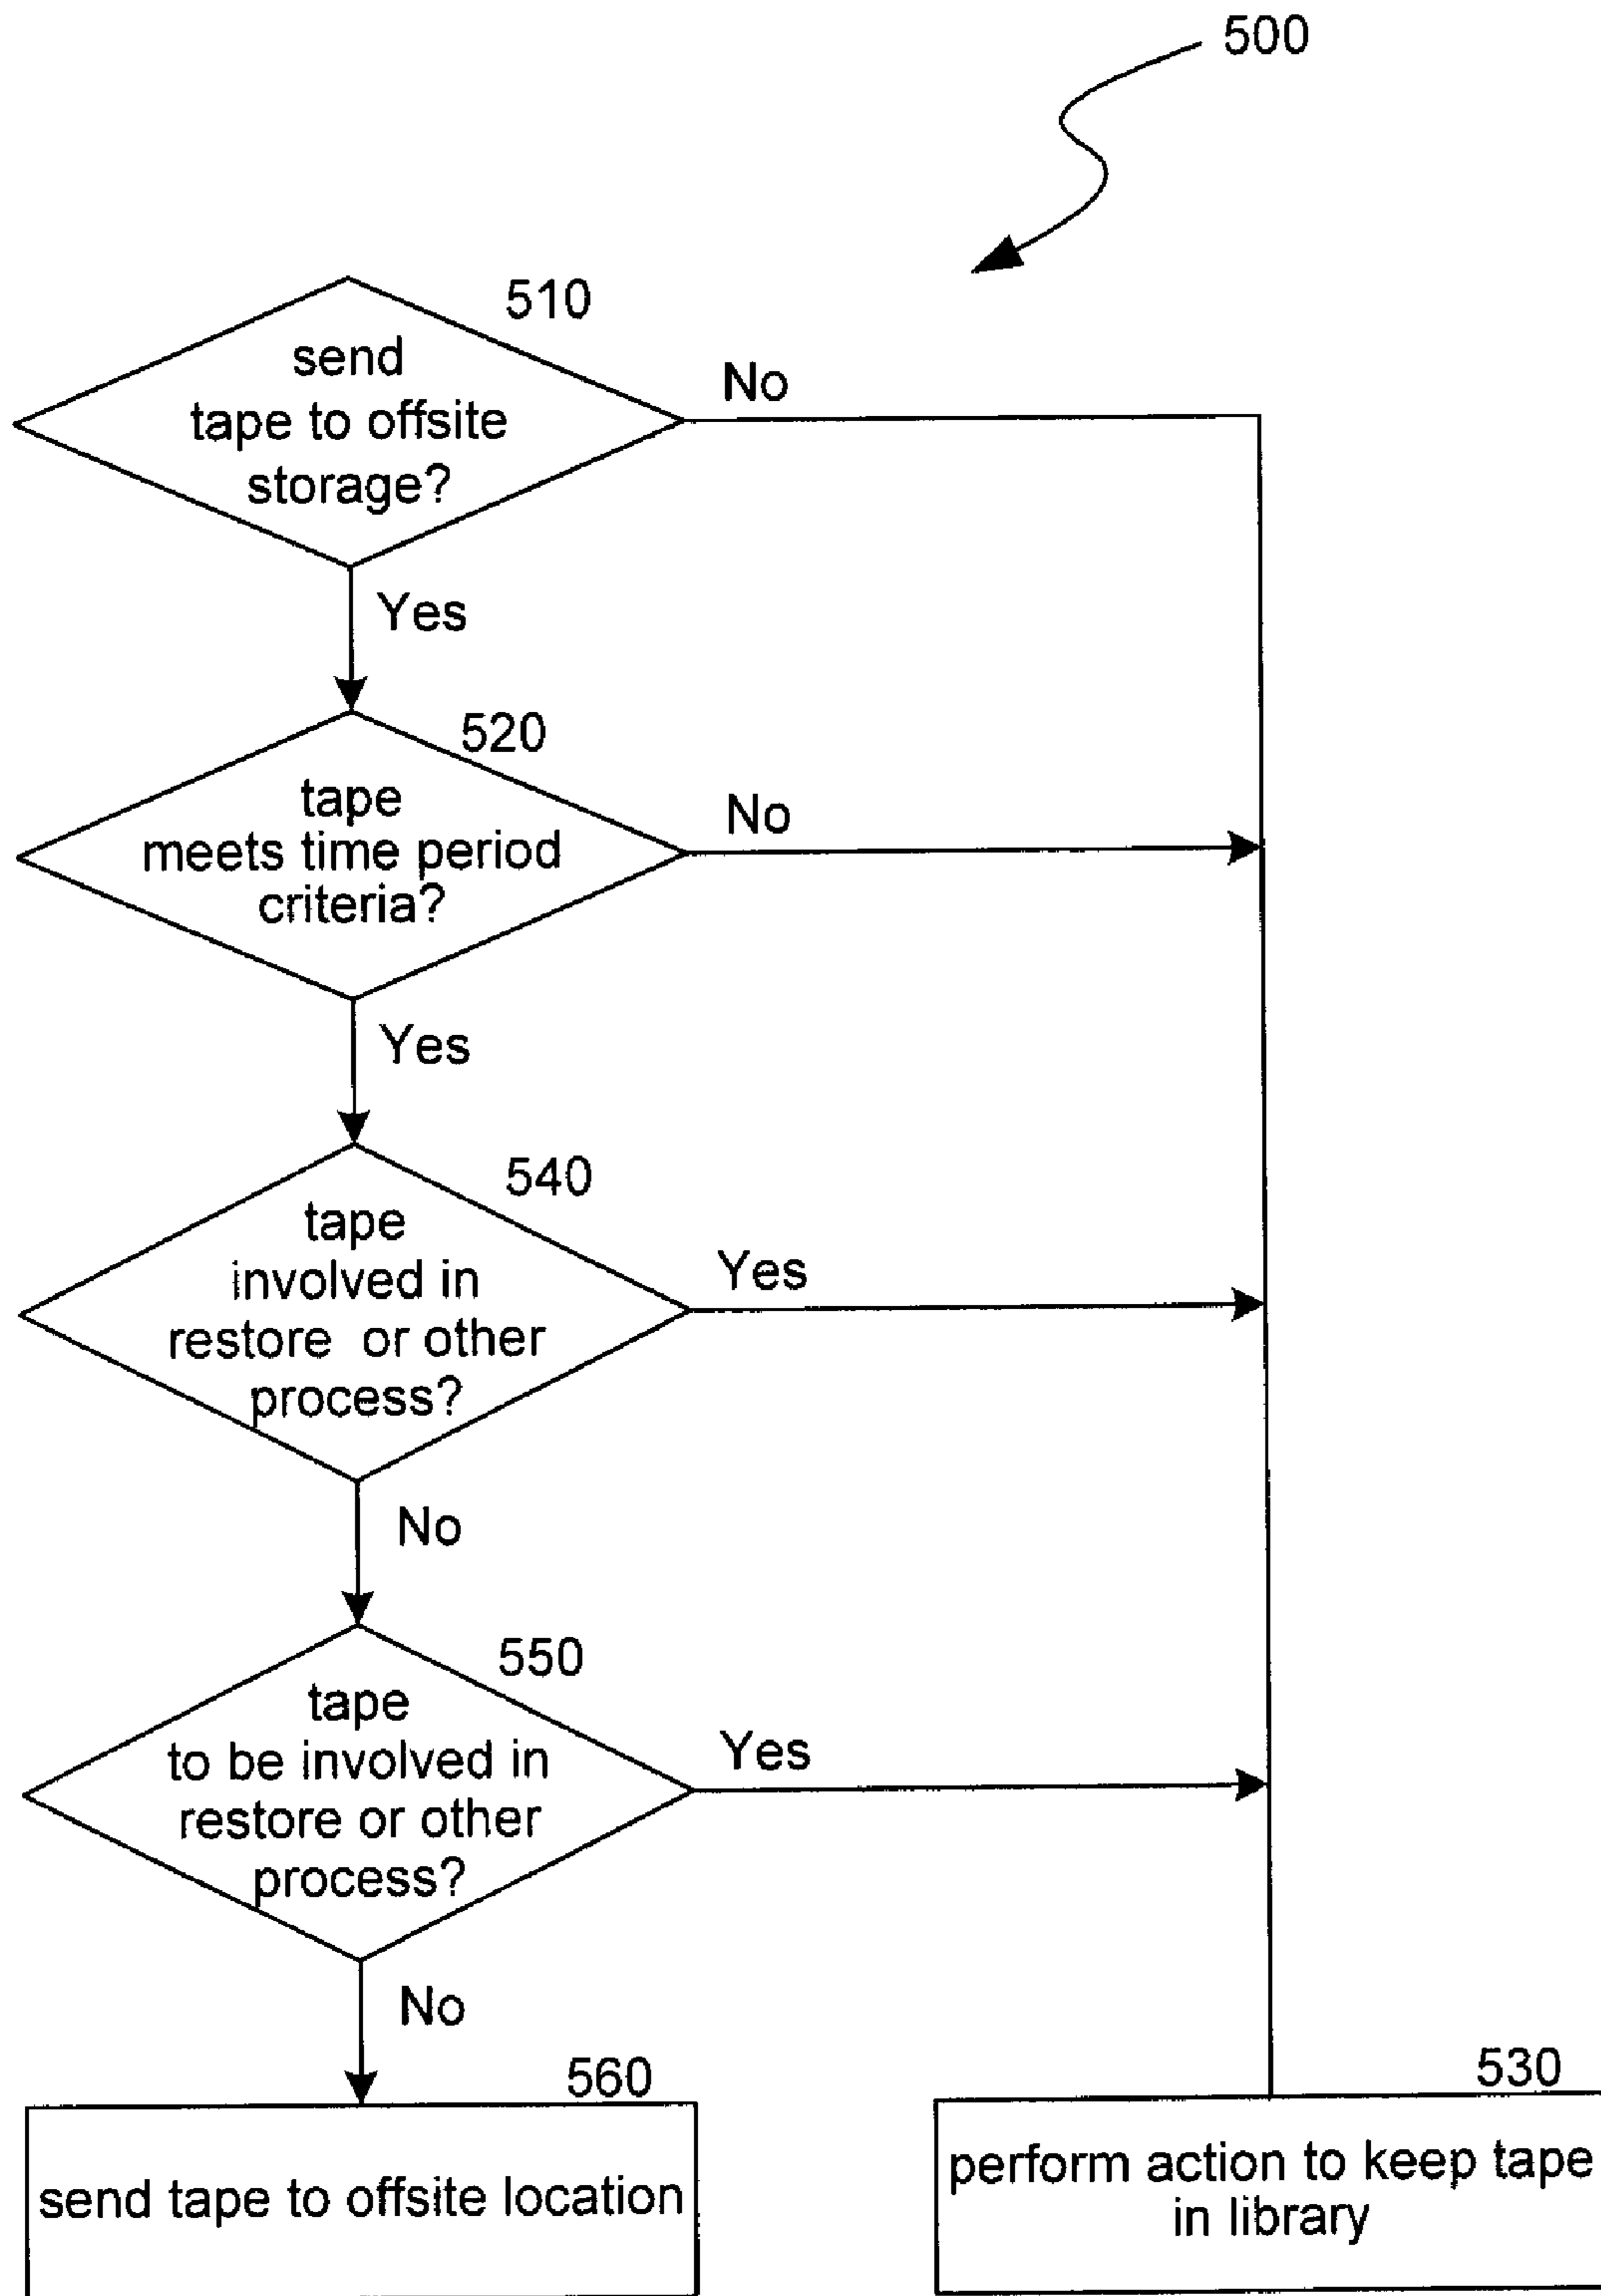 500
510
send
tape to offsite
storage?
No
Yes
520
tape
meets time period
criteria?
No
Yes
540
tape
involved in
restore or other
process?
Yes
No
550
tape
to be involved in
restore or other
process?
Yes
No
560
send tape to offsite location
530
perform action to keep tape
in library